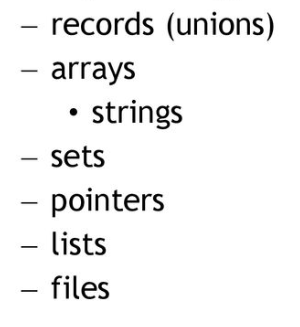 – records (unions)
– arrays
• strings
– sets
– pointers
– lists
– files